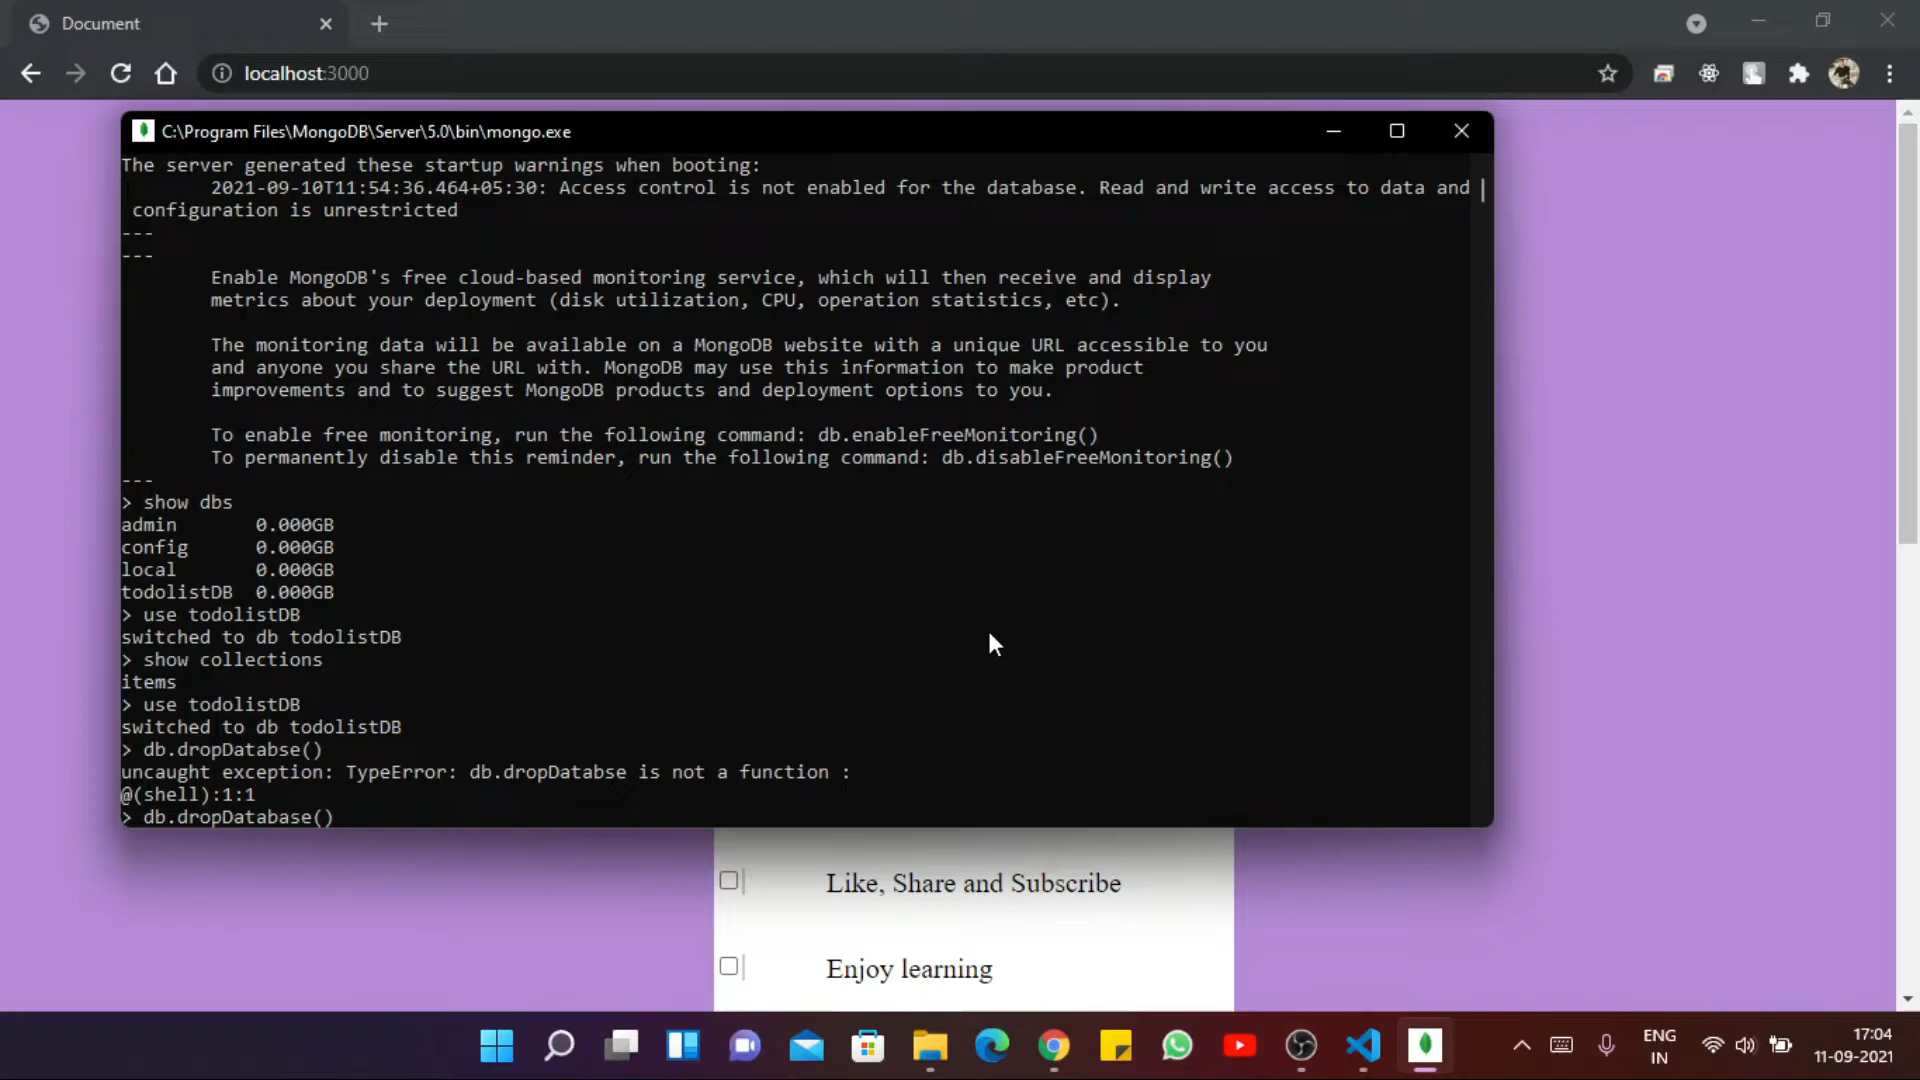 Document
localhost:3000
C:\Program Files\MongoDB\Server\5.0\bin\mongo.exe
The server generated these startup warnings when booting:
2021-09-10T11:54:36.464+05:30: Access control is not enabled for the database. Read and write access to data and
configuration is unrestricted
---
---
Enable MongoDB's free cloud-based monitoring service, which will then receive and display
metrics about your deployment (disk utilization, CPU, operation statistics, etc).
The monitoring data will be available on a MongoDB website with a unique URL accessible to you
and anyone you share the URL with. MongoDB may use this information to make product
improvements and to suggest MongoDB products and deployment options to you.
To enable free monitoring, run the following command: db.enableFreeMonitoring()
To permanently disable this reminder, run the following command: db.disableFreeMonitoring()
---
> show dbs
admin 0.000GB
config 0.000GB
local 0.000GB
todolistDB 0.000GB
> use todolistDB
switched to db todolistDB
> show collections
items
> use todolistDB
switched to db todolistDB
> db.dropDatabse()
uncaught exception: TypeError: db.dropDatabse is not a function :
@(shell):1:1
> db.dropDatabase()
Like, Share and Subscribe
Enjoy learning
ENG
IN
17:04
11-09-2021